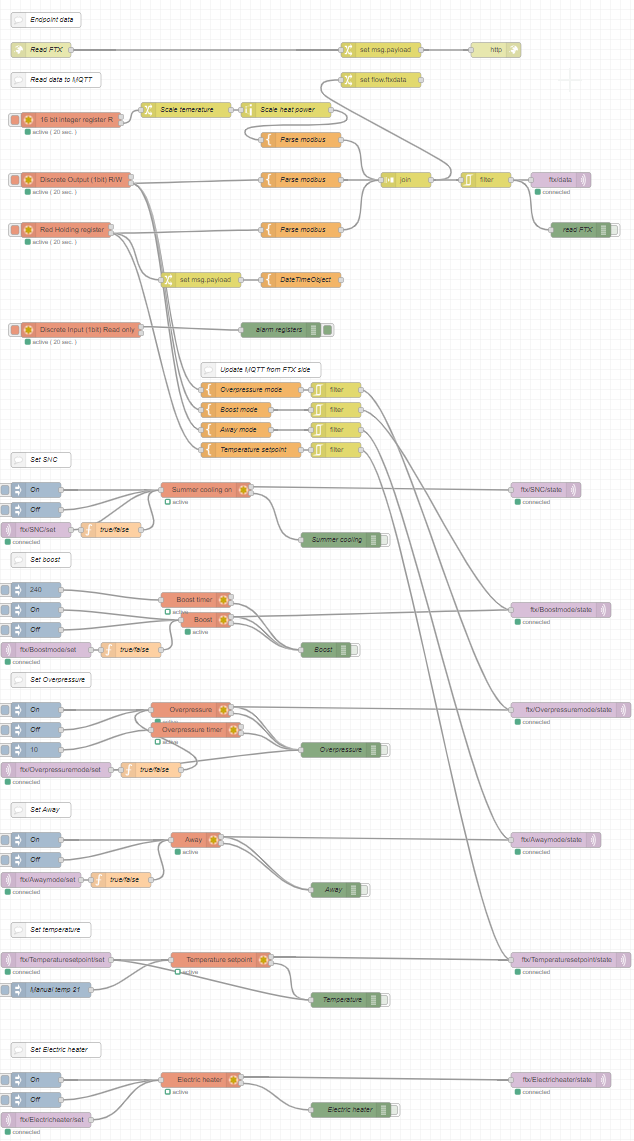 Endpoint data
Read FTX
set msg.payload
http
Read data to MQTT
set flow.ftxdata
Scale temerature
Scale heat power
16 bit integer register R
active ( 20 sec. )
Parse modbus
Discrete Output (1bit) R/W
active ( 20 sec. )
Parse modbus
join
filter
ftx/data
connected
Red Holding register
active ( 20 sec. )
Parse modbus
read FTX
set msg.payload
DateTimeObject
Discrete Input (1bit) Read only
active ( 20 sec. )
alarm registers
Update MQTT from FTX side
Overpressure mode
filter
Boost mode
filter
Away mode
filter
Temperature setpoint
filter
Set SNC
On
Summer cooling on
active
ftx/SNC/state
connected
Off
ftx/SNC/set
connected
true/false
Summer cooling
Set boost
240
Boost timer
active
On
ftx/Boostmode/state
connected
Boost
active
Off
ftx/Boostmode/set
connected
true/false
Boost
Set Overpressure
On
Overpressure
active
ftx/Overpressuremode/state
connected
Off
Overpressure timer
active
10
Overpressure
ftx/Overpressuremode/set
connected
true/false
Set Away
On
Away
active
ftx/Awaymode/state
connected
Off
ftx/Awaymode/set
connected
true/false
Away
Set temperature
ftx/Temperaturesetpoint/set
connected
Temperature setpoint
active
ftx/Temperaturesetpoint/state
connected
Manual temp 21
Temperature
Set Electric heater
On
Electric heater
active
ftx/Electricheater/state
connected
Off
Electric heater
ftx/Electricheater/set
connected